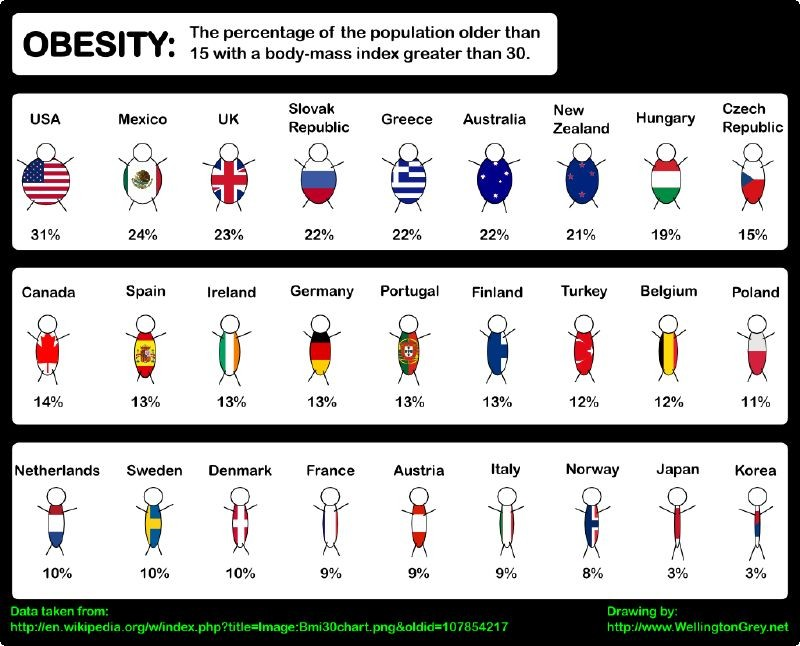 OBESITY:
The percentage of the population older than
15 with a body-mass index greater than 30.
USA Mexico UK Slovak Republic Greece Australia New Zealand Hungary Czech Republic
31% 24% 23% 22% 22% 22% 21% 19% 15%
Canada Spain Ireland Germany Portugal Finland Turkey Belgium Poland
14% 13% 13% 13% 13% 13% 12% 12% 11%
Netherlands Sweden Denmark France Austria Italy Norway Japan Korea
10% 10% 10% 9% 9% 9% 8% 3% 3%
Data taken from:
http://en.wikipedia.org/w/index.php?title=Image:Bmi30chart.png&oldid=107854217
Drawing by:
http://www.WellingtonGrey.net